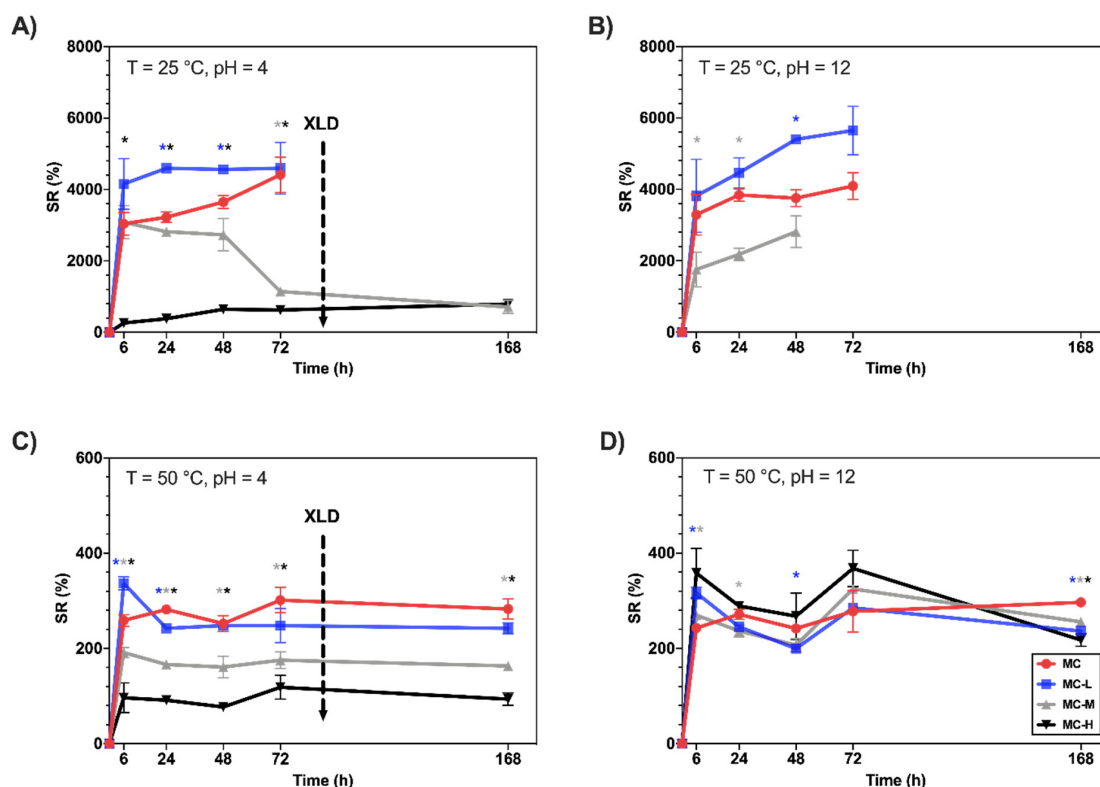 A)
T = 25 °C, pH = 4
XLD
SR (%)
8000
6000
4000
2000
0
* ** ** **
6 24 48 72 168
Time (h)
B)
T = 25 °C, pH = 12
SR (%)
8000
6000
4000
2000
0
* * *
6 24 48 72 168
Time (h)
C)
T = 50 °C, pH = 4
XLD
SR (%)
600
400
200
0
*** *** ** ** **
6 24 48 72 168
Time (h)
D)
T = 50 °C, pH = 12
SR (%)
600
400
200
0
** * * ***
6 24 48 72 168
Time (h)
MC
MC-L
MC-M
MC-H